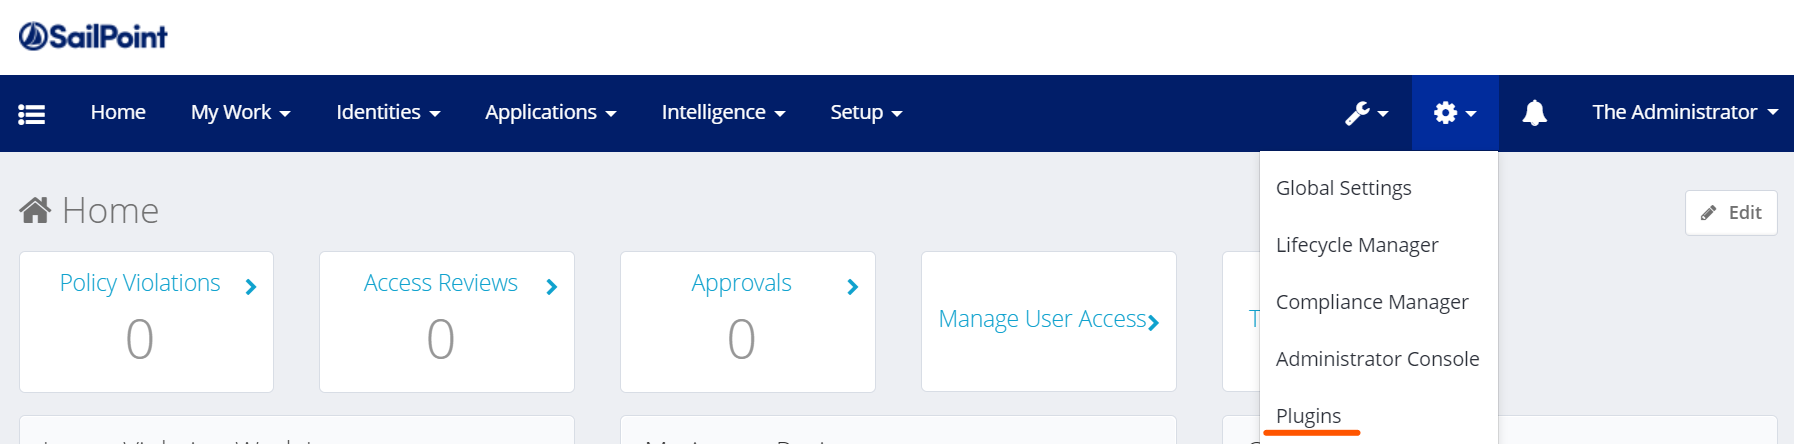 SailPoint
Home My Work Identities Applications Intelligence Setup The Administrator
Global Settings
Lifecycle Manager
Compliance Manager
Administrator Console
Plugins
Home
Edit
Policy Violations
0
Access Reviews
0
Approvals
0
Manage User Access
T